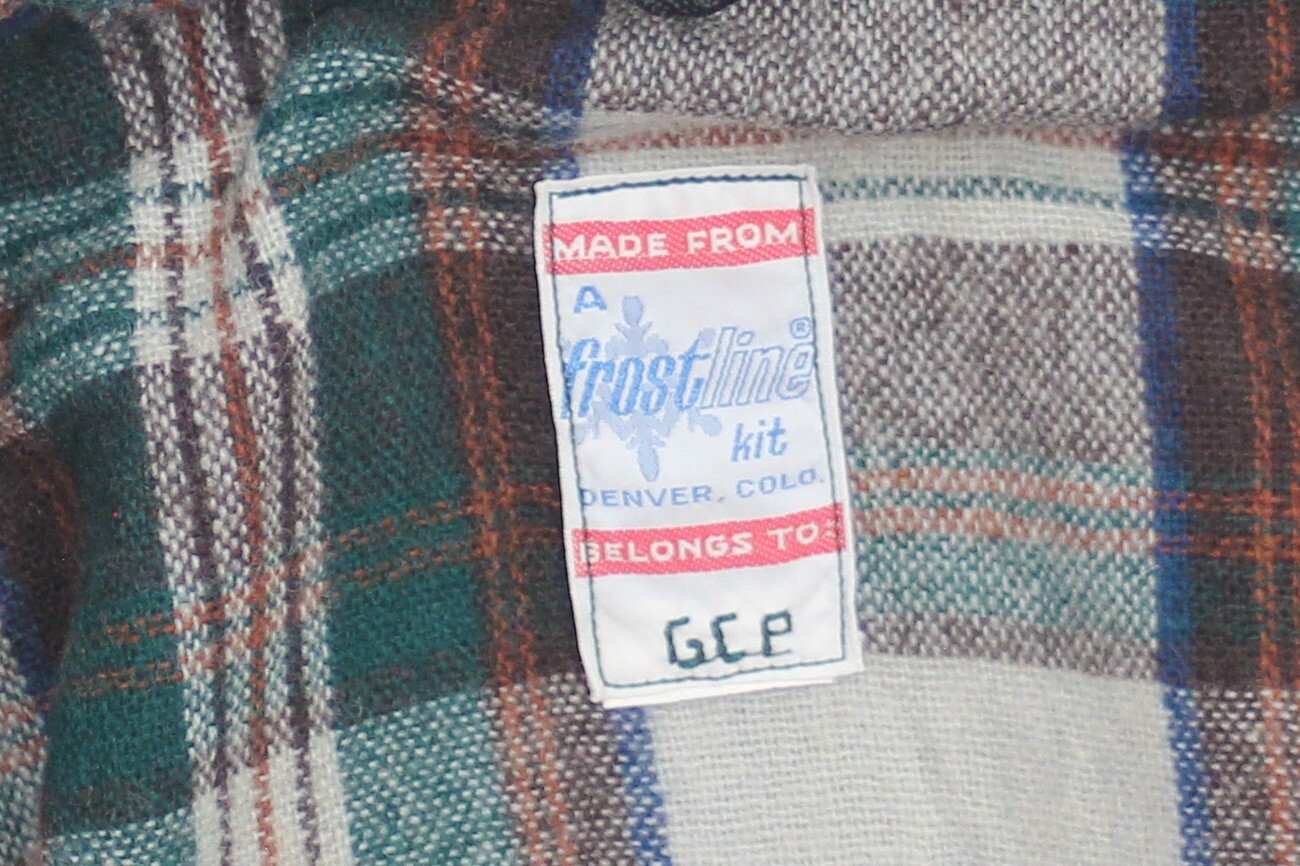 MADE FROM
A
frostline®
kit
DENVER, COLO.
BELONGS TO:
GCP